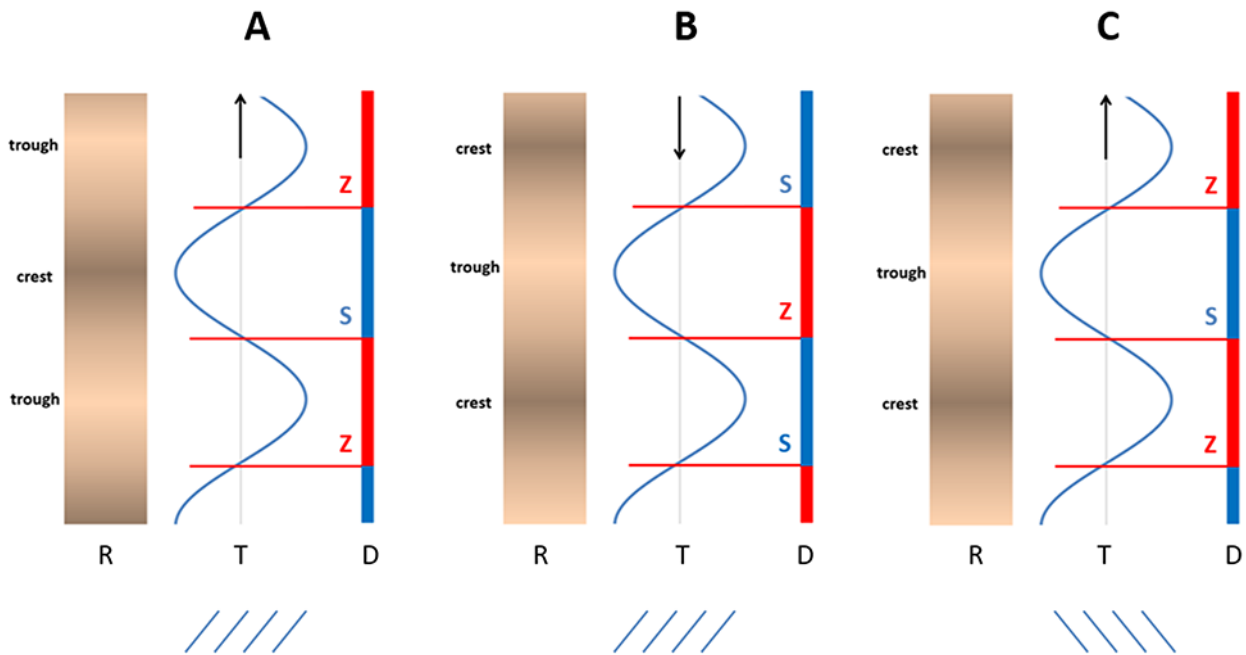 A B C
trough Z crest S crest Z
crest S trough Z trough S
trough Z crest S crest Z
R T D R T D R T D